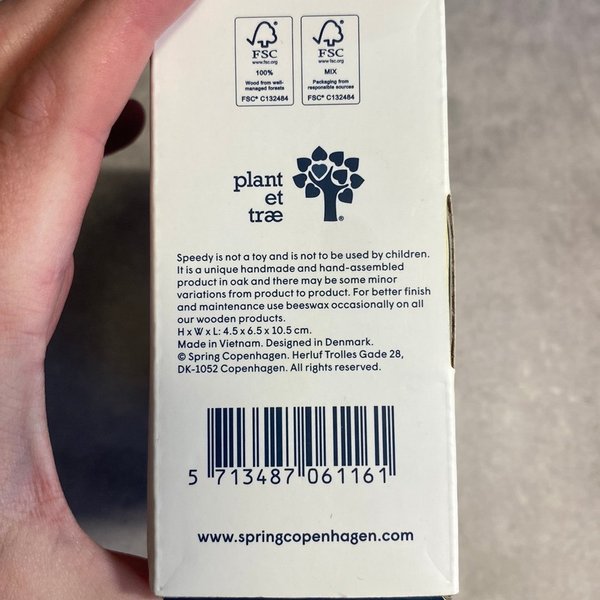 FSC
www.fsc.org
100%
Wood from well-
managed forests
FSC® C132484
FSC
www.fsc.org
MIX
Packaging from
responsible sources
FSC® C132484
plant
et
træ
®
Speedy is not a toy and is not to be used by children.
It is a unique handmade and hand-assembled
product in oak and there may be some minor
variations from product to product. For better finish
and maintenance use beeswax occasionally on all
our wooden products.
H x W x L: 4.5 x 6.5 x 10.5 cm.
Made in Vietnam. Designed in Denmark.
© Spring Copenhagen. Herluf Trolles Gade 28,
DK-1052 Copenhagen. All rights reserved.
5 713487 061161
www.springcopenhagen.com